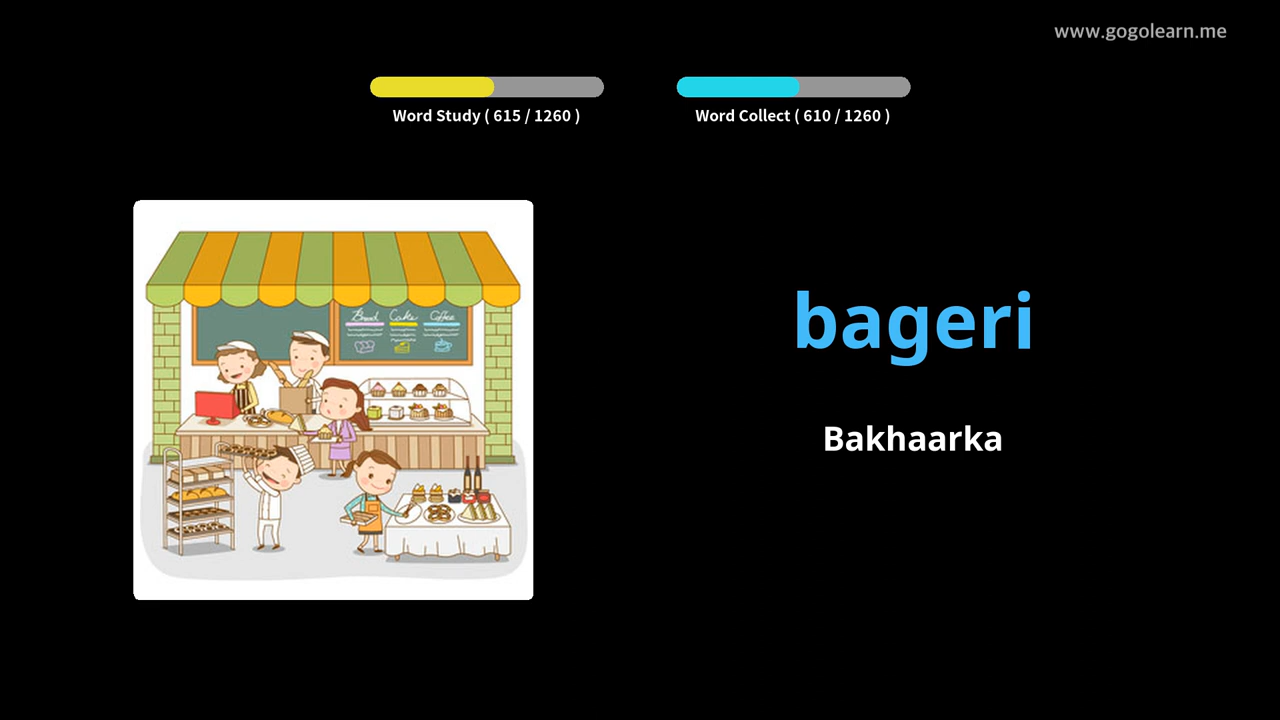 www.gogolearn.me
Word Study ( 615 / 1260 )
Word Collect ( 610 / 1260 )
Bread Cake Coffee
bageri
Bakhaarka